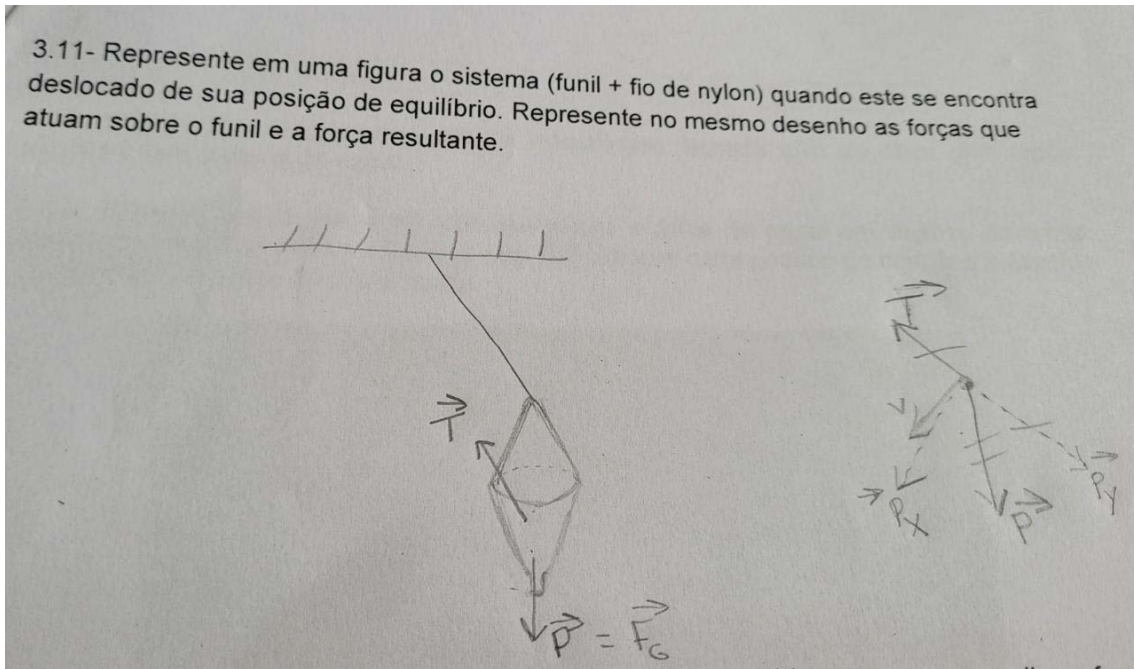 3.11- Represente em uma figura o sistema (funil + fio de nylon) quando este se encontra
deslocado de sua posição de equilíbrio. Represente no mesmo desenho as forças que
atuam sobre o funil e a força resultante.
T
T
Px
P
Py
P = FG